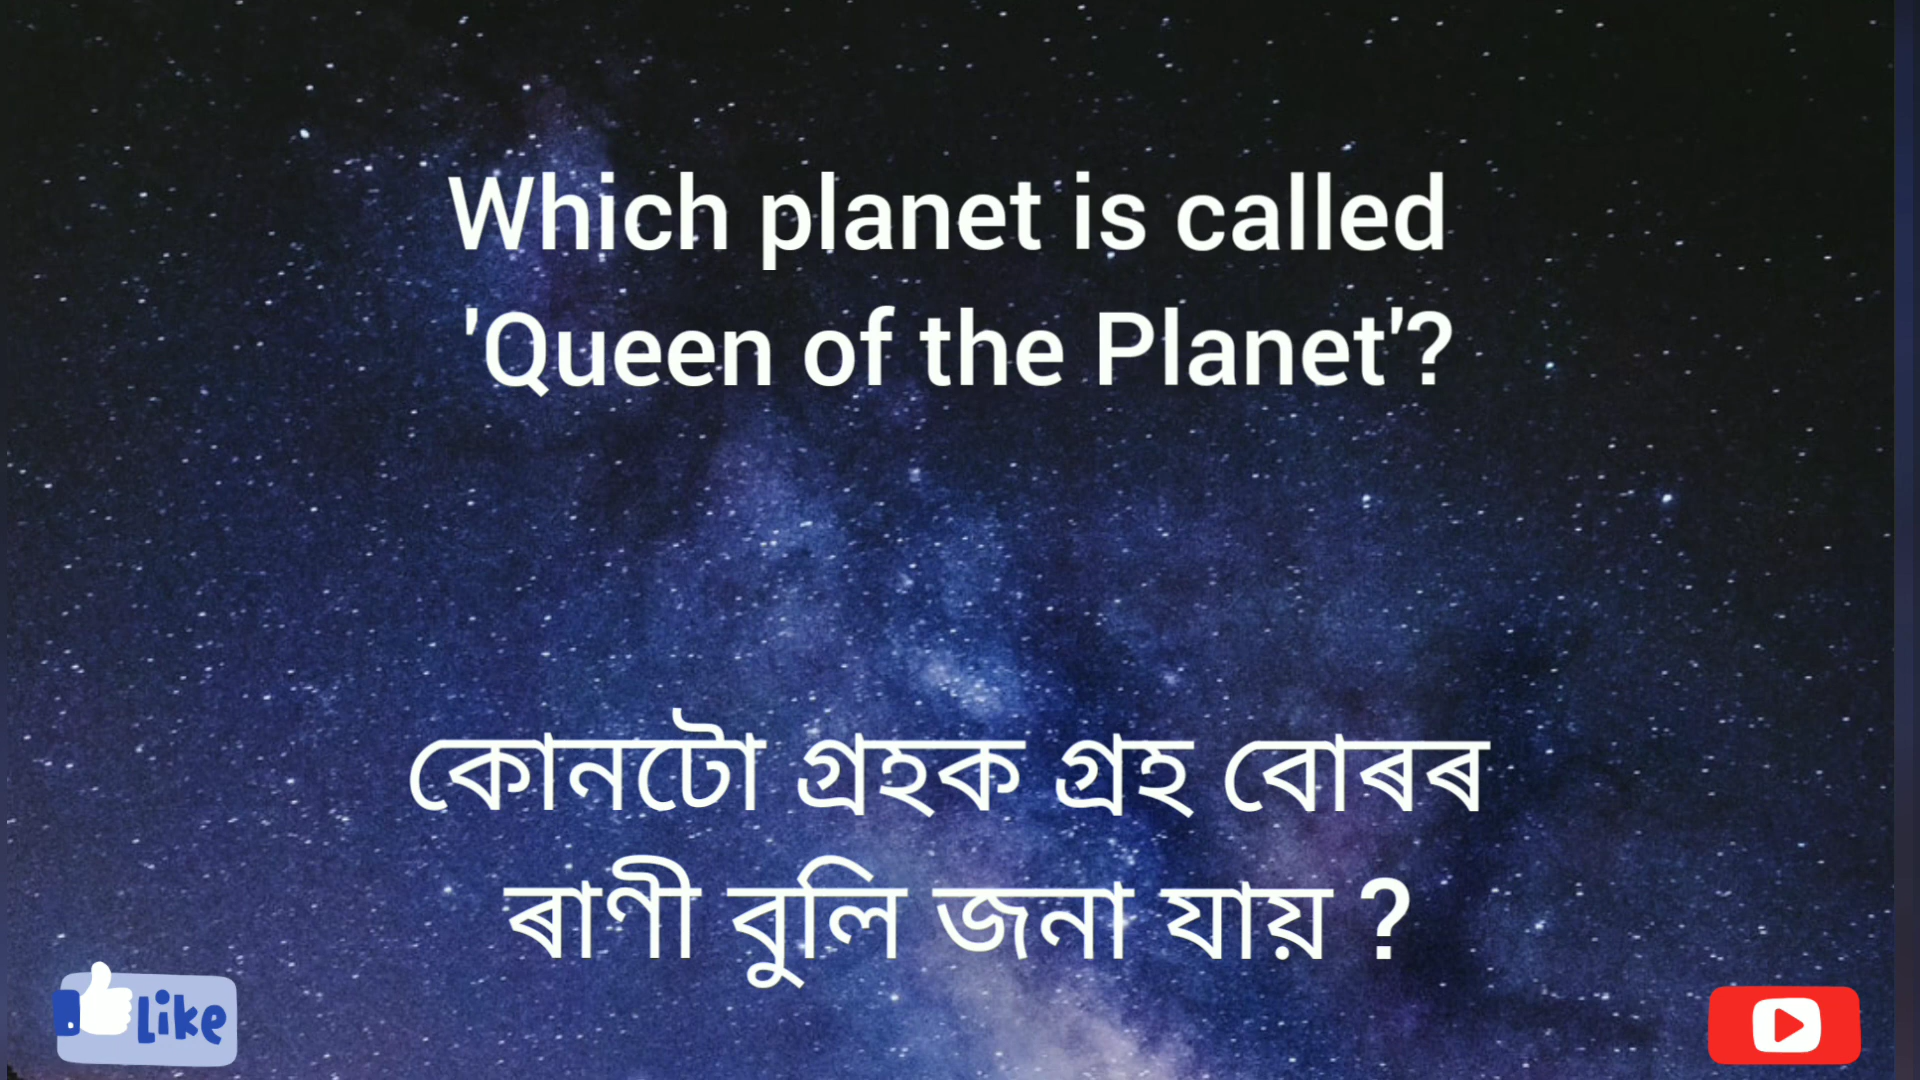 Which planet is called
'Queen of the Planet'?
কোনটো গ্ৰহক গ্ৰহ বোৰৰ
ৰাণী বুলি জনা যায় ?
Like